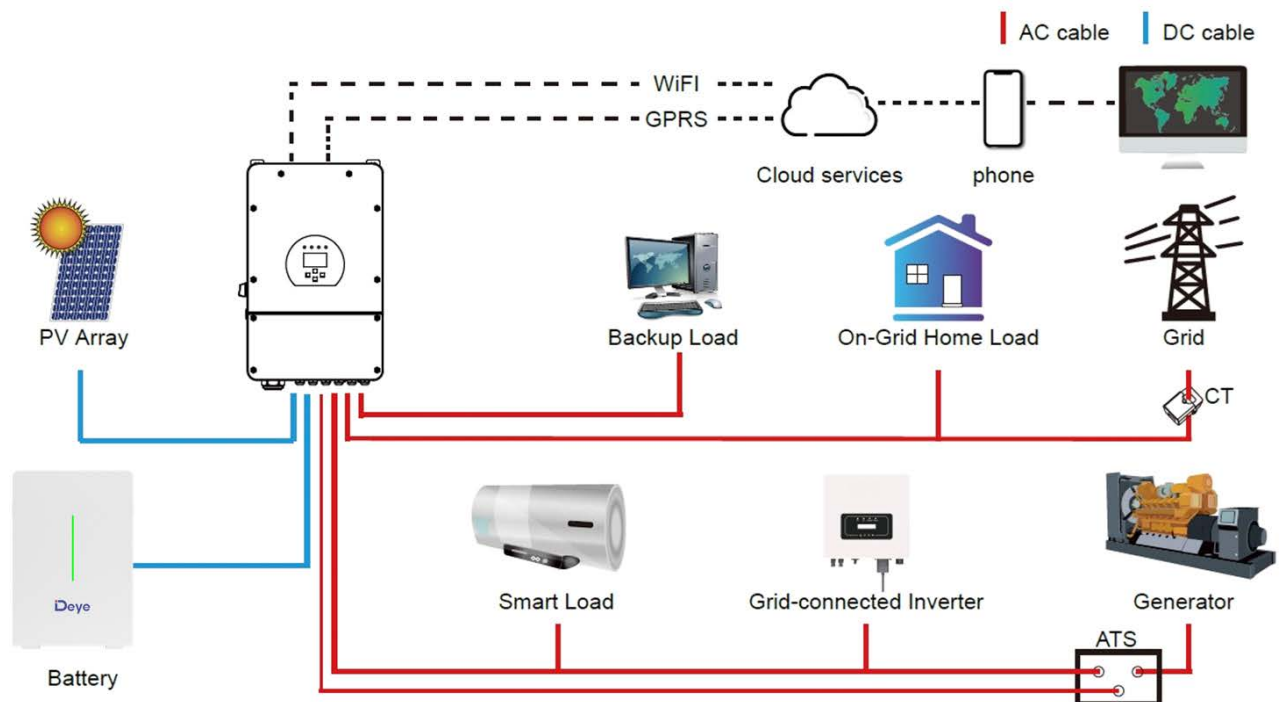 AC cable
DC cable
WiFI
GPRS
Cloud services
phone
PV Array
Backup Load
On-Grid Home Load
Grid
CT
Deye
Battery
Smart Load
Grid-connected Inverter
Generator
ATS